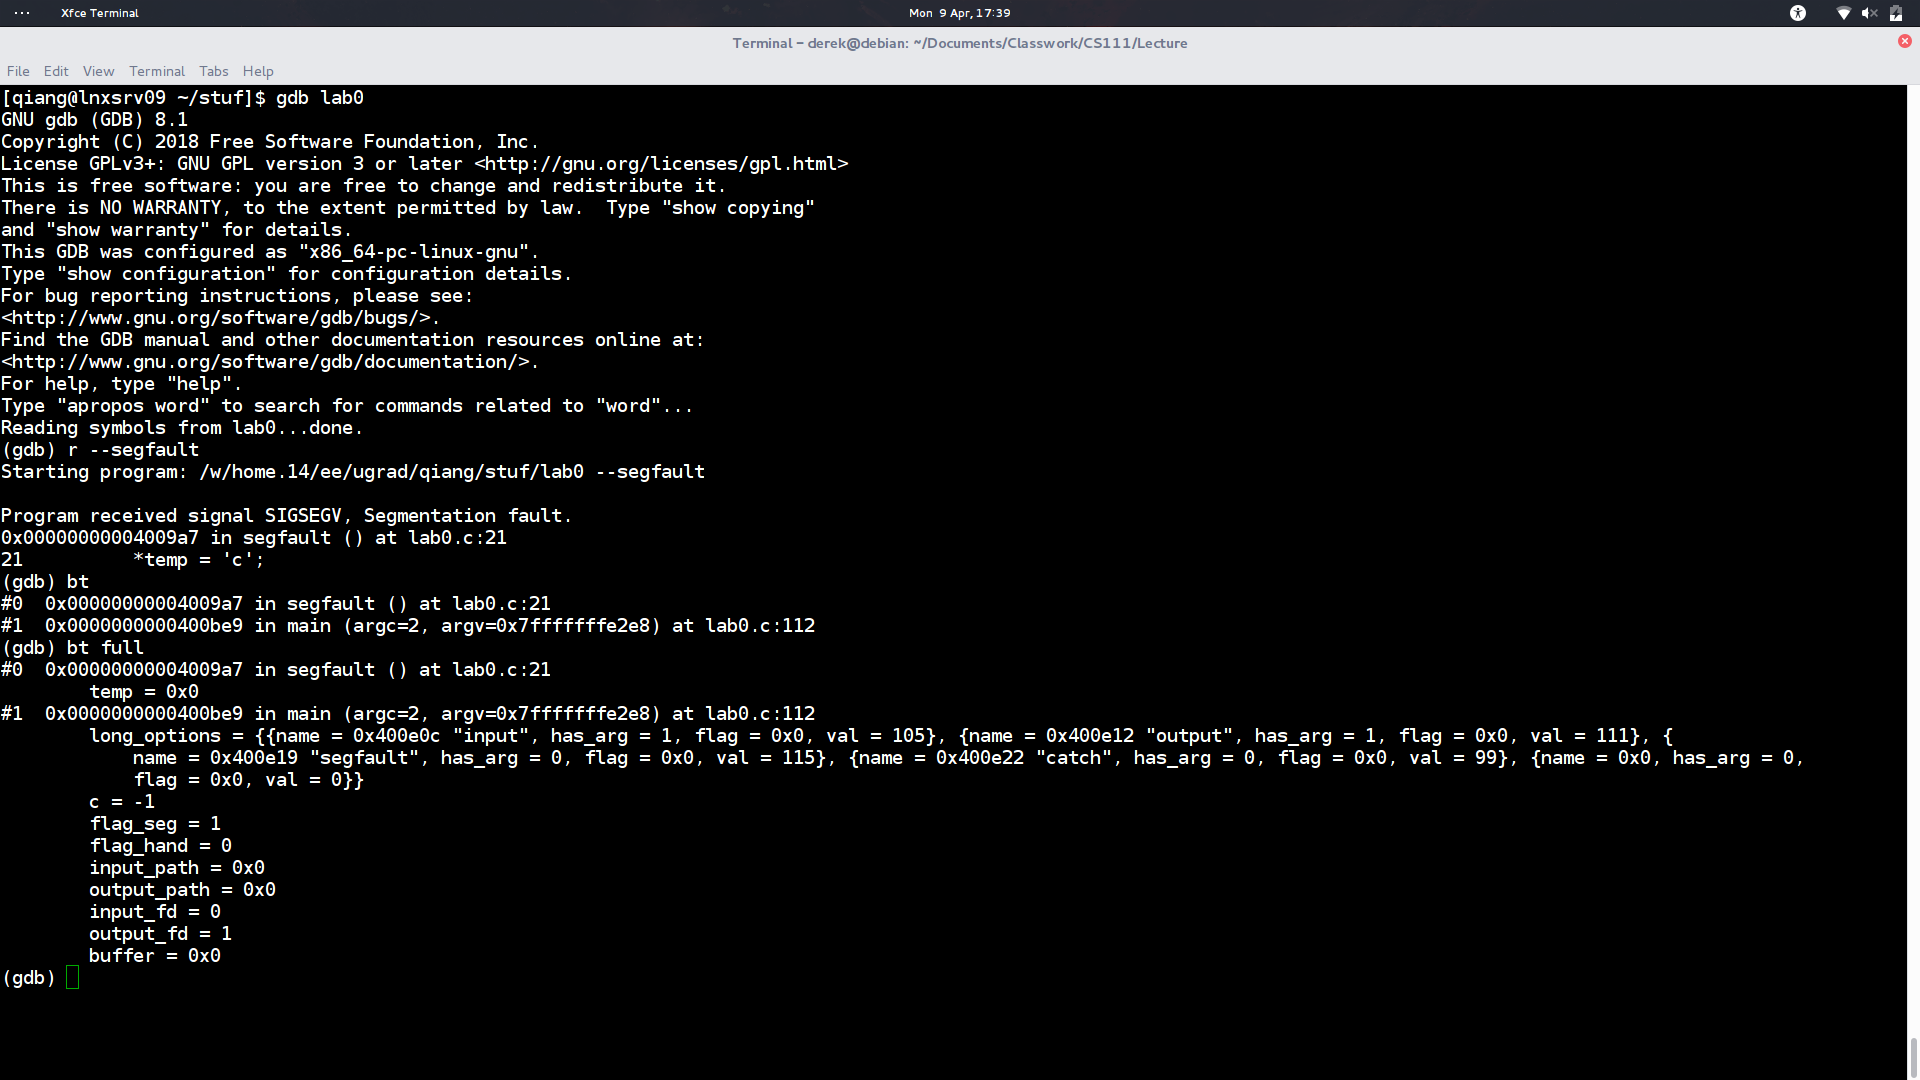 ··· Xfce Terminal Mon 9 Apr, 17:39
Terminal – derek@debian: ~/Documents/Classwork/CS111/Lecture
File Edit View Terminal Tabs Help
[qiang@lnxsrv09 ~/stuf]$ gdb lab0
GNU gdb (GDB) 8.1
Copyright (C) 2018 Free Software Foundation, Inc.
License GPLv3+: GNU GPL version 3 or later <http://gnu.org/licenses/gpl.html>
This is free software: you are free to change and redistribute it.
There is NO WARRANTY, to the extent permitted by law.  Type "show copying"
and "show warranty" for details.
This GDB was configured as "x86_64-pc-linux-gnu".
Type "show configuration" for configuration details.
For bug reporting instructions, please see:
<http://www.gnu.org/software/gdb/bugs/>.
Find the GDB manual and other documentation resources online at:
<http://www.gnu.org/software/gdb/documentation/>.
For help, type "help".
Type "apropos word" to search for commands related to "word"...
Reading symbols from lab0...done.
(gdb) r --segfault
Starting program: /w/home.14/ee/ugrad/qiang/stuf/lab0 --segfault

Program received signal SIGSEGV, Segmentation fault.
0x00000000004009a7 in segfault () at lab0.c:21
21          *temp = 'c';
(gdb) bt
#0  0x00000000004009a7 in segfault () at lab0.c:21
#1  0x0000000000400be9 in main (argc=2, argv=0x7fffffffe2e8) at lab0.c:112
(gdb) bt full
#0  0x00000000004009a7 in segfault () at lab0.c:21
        temp = 0x0
#1  0x0000000000400be9 in main (argc=2, argv=0x7fffffffe2e8) at lab0.c:112
        long_options = {{name = 0x400e0c "input", has_arg = 1, flag = 0x0, val = 105}, {name = 0x400e12 "output", has_arg = 1, flag = 0x0, val = 111}, {
            name = 0x400e19 "segfault", has_arg = 0, flag = 0x0, val = 115}, {name = 0x400e22 "catch", has_arg = 0, flag = 0x0, val = 99}, {name = 0x0, has_arg = 0,
            flag = 0x0, val = 0}}
        c = -1
        flag_seg = 1
        flag_hand = 0
        input_path = 0x0
        output_path = 0x0
        input_fd = 0
        output_fd = 1
        buffer = 0x0
(gdb)